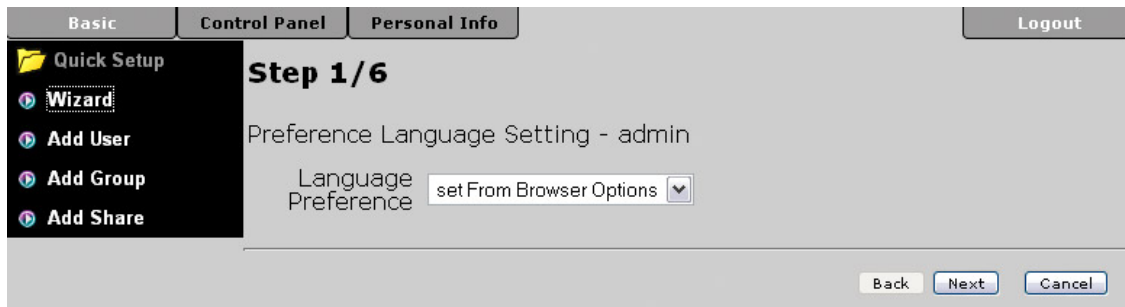 Basic Control Panel Personal Info Logout
Quick Setup
Wizard
Add User
Add Group
Add Share
Step 1/6
Preference Language Setting - admin
Language Preference
set From Browser Options
Back Next Cancel